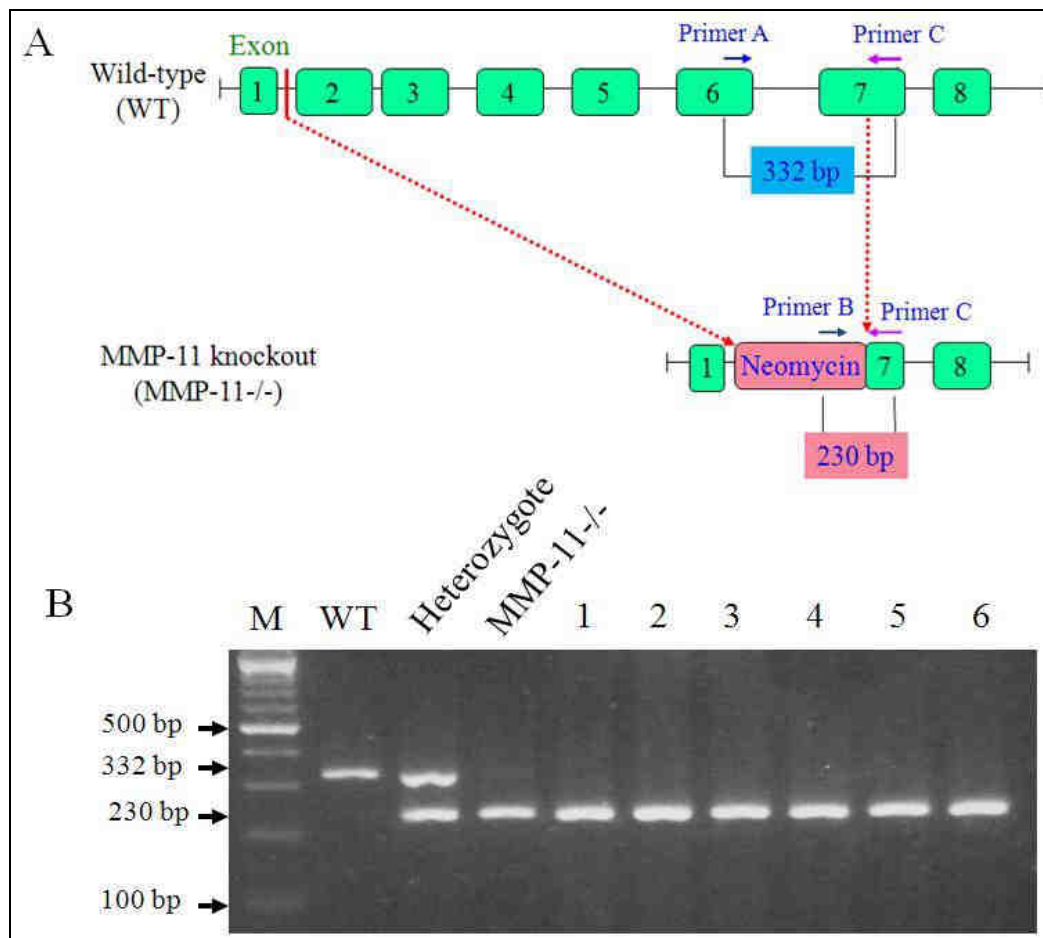 A
Exon
Primer A
Primer C
Wild-type
(WT)
1 2 3 4 5 6 7 8
332 bp
Primer B
Primer C
MMP-11 knockout
(MMP-11-/-)
1 Neomycin 7 8
230 bp
B
M WT Heterozygote MMP-11-/- 1 2 3 4 5 6
500 bp
332 bp
230 bp
100 bp